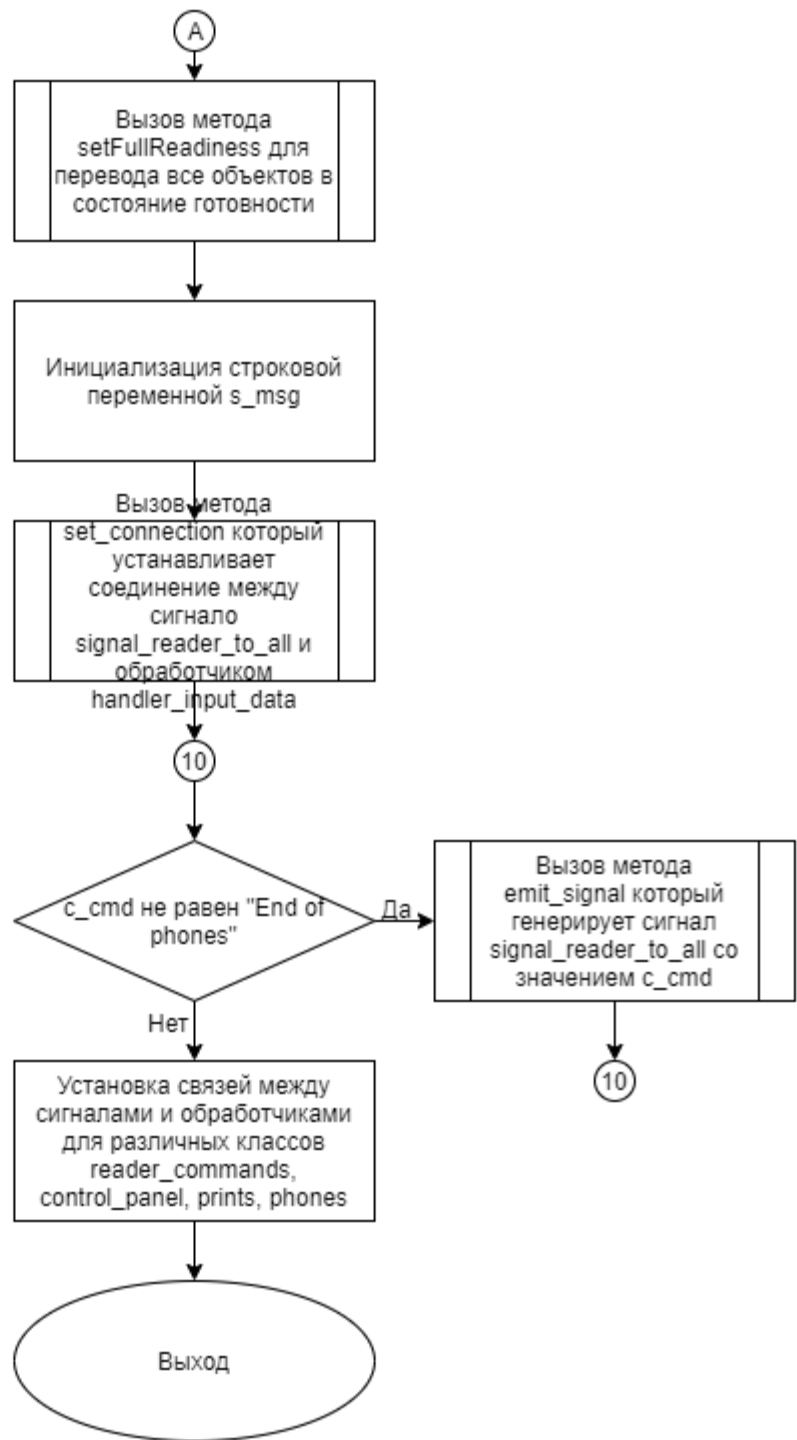 A
Вызов метода
setFullReadiness для
перевода все объектов в
состояние готовности
Инициализация строковой
переменной s_msg
Вызов метода
set_connection который
устанавливает
соединение между
сигнало
signal_reader_to_all и
обработчиком
handler_input_data
10
c_cmd не равен "End of
phones"
Да
Вызов метода
emit_signal который
генерирует сигнал
signal_reader_to_all со
значением c_cmd
10
Нет
Установка связей между
сигналами и обработчиками
для различных классов
reader_commands,
control_panel, prints, phones
Выход